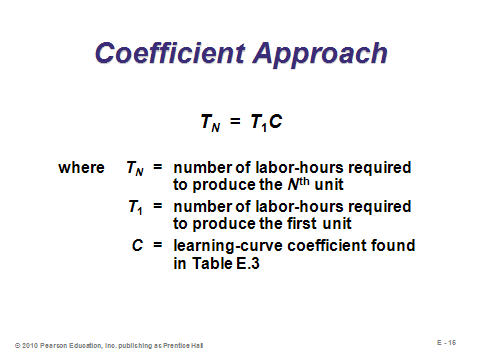 Coefficient Approach
T_N = T_1C
where T_N = number of labor-hours required
to produce the N^th unit
T_1 = number of labor-hours required
to produce the first unit
C = learning-curve coefficient found
in Table E.3
© 2010 Pearson Education, Inc. publishing as Prentice Hall
E - 15